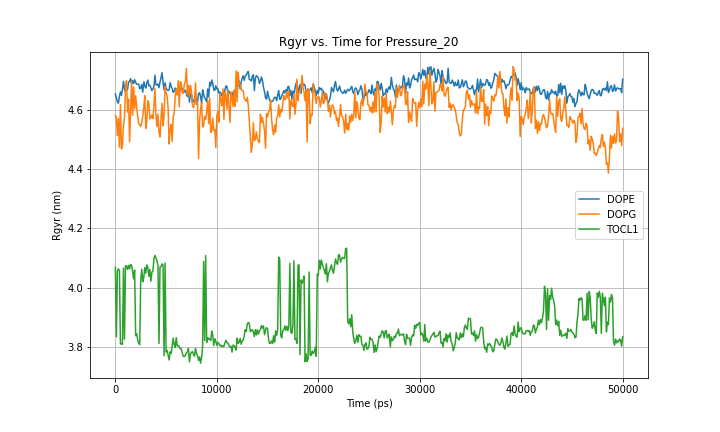 Rgyr vs. Time for Pressure_20
Rgyr (nm)
4.6
4.4
4.2
4.0
3.8
DOPE
DOPG
TOCL1
0
10000
20000
30000
40000
50000
Time (ps)